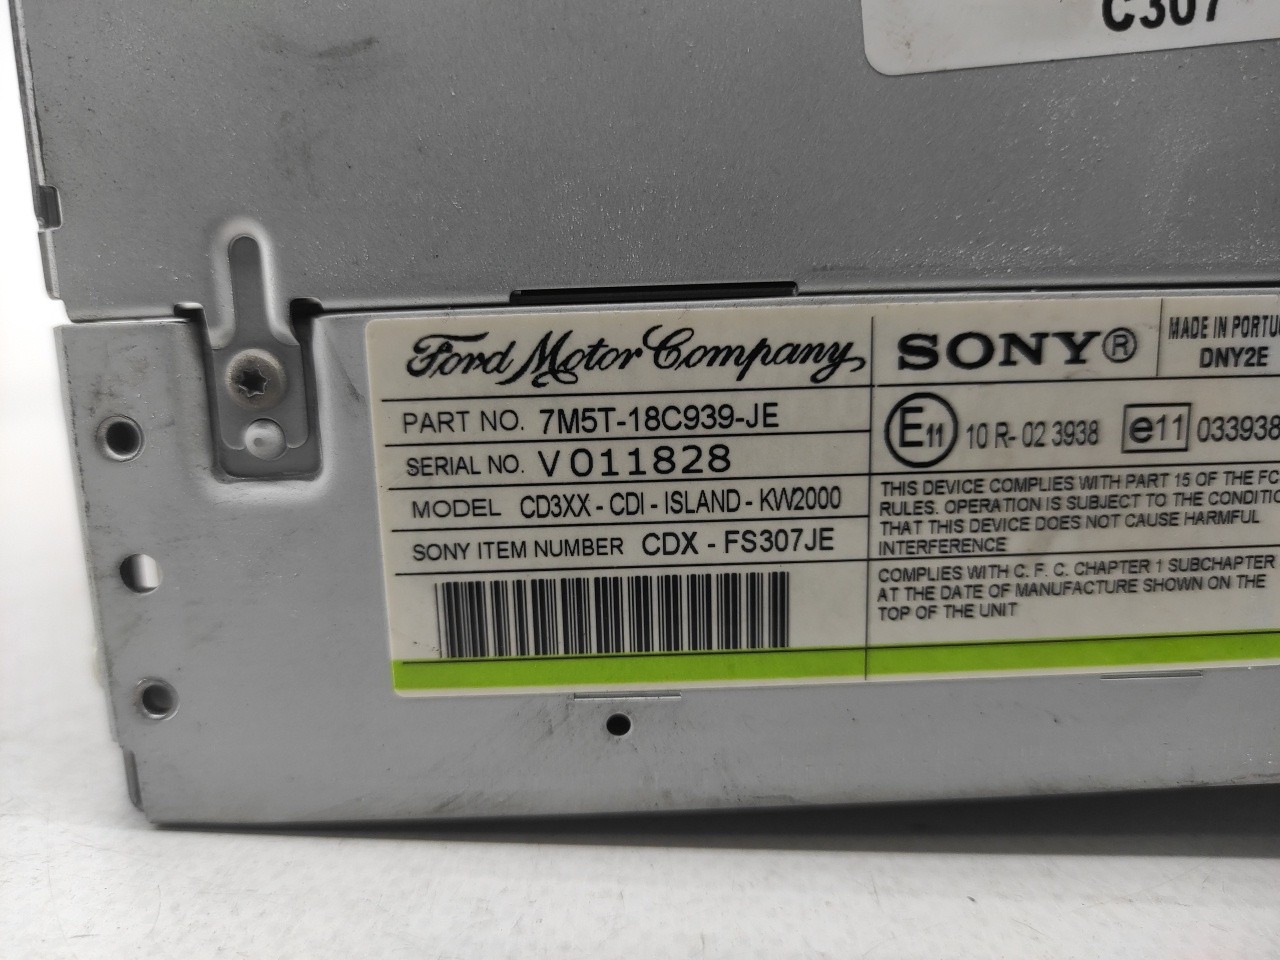 C307
Ford Motor Company
SONY®
MADE IN
DNY2E
PART NO. 7M5T-18C939-JE
SERIAL NO. V011828
MODEL CD3XX - CDI - ISLAND - KW2000
SONY ITEM NUMBER CDX - FS307JE
E11 10 R- 02 3938 e11 033938
THIS DEVICE COMPLIES WITH PART 15 OF THE
RULES. OPERATION IS SUBJECT TO THE
THAT THIS DEVICE DOES NOT CAUSE HARMFUL
INTERFERENCE
COMPLIES WITH C. F. C. CHAPTER 1 SUBCHAPTER
AT THE DATE OF MANUFACTURE SHOWN ON THE
TOP OF THE UNIT